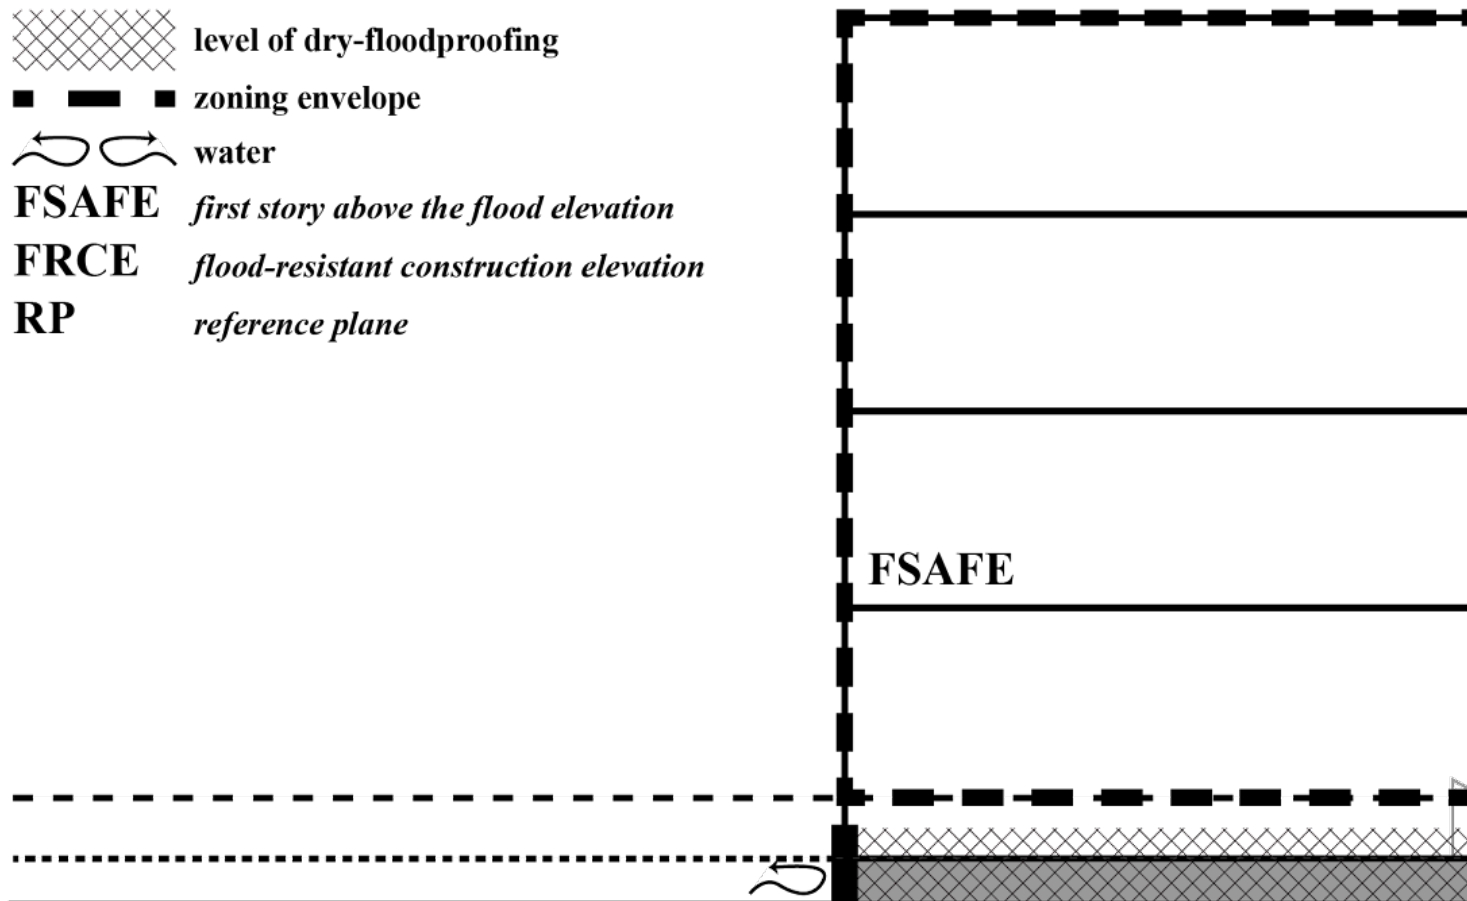 level of dry-floodproofing
zoning envelope
water
FSAFE first story above the flood elevation
FRCE flood-resistant construction elevation
RP reference plane
FSAFE